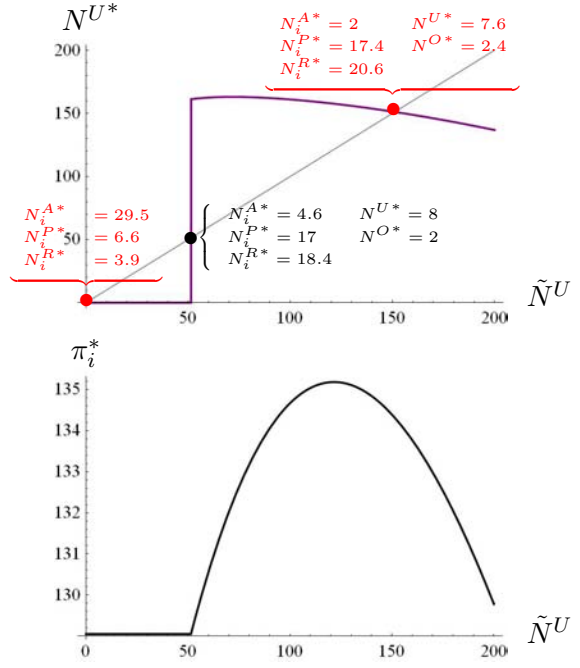 N^{U*}
200
150
100
50
N_i^{A*} = 2 N^{U*} = 7.6
N_i^{P*} = 17.4 N^{O*} = 2.4
N_i^{R*} = 20.6
N_i^{A*} = 29.5
N_i^{P*} = 6.6
N_i^{R*} = 3.9
N_i^{A*} = 4.6 N^{U*} = 8
N_i^{P*} = 17 N^{O*} = 2
N_i^{R*} = 18.4
50 100 150 200 Ñ^U
π_i^*
135
134
133
132
131
130
0 50 100 150 200 Ñ^U